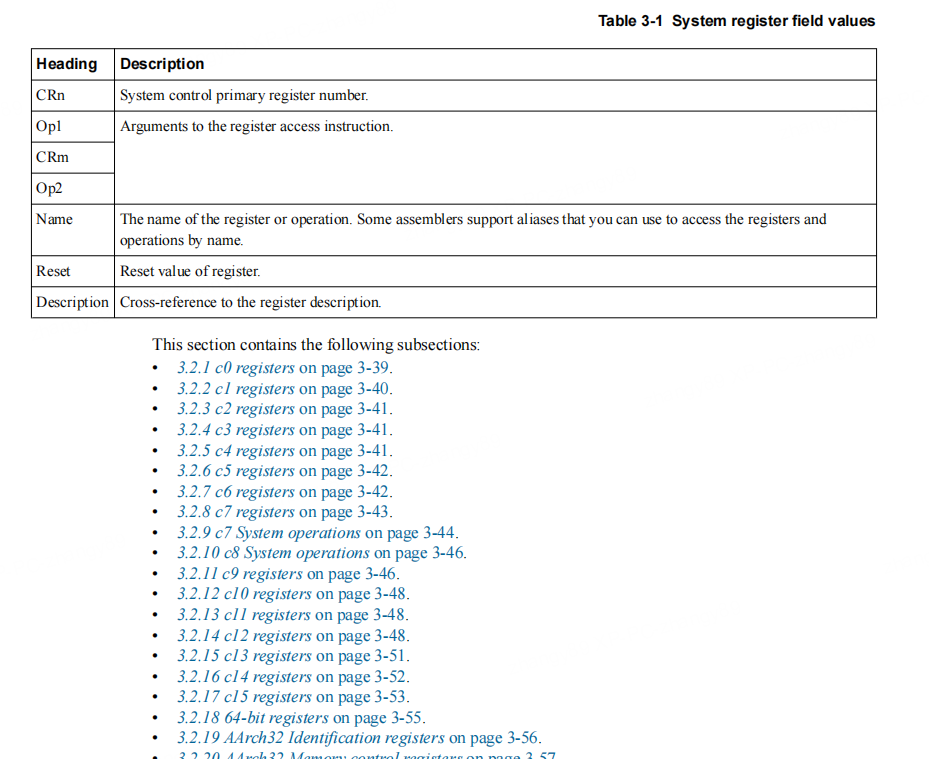 Table 3-1 System register field values
Heading Description
CRn System control primary register number.
Op1 Arguments to the register access instruction.
CRm
Op2
Name The name of the register or operation. Some assemblers support aliases that you can use to access the registers and
operations by name.
Reset Reset value of register.
Description Cross-reference to the register description.
This section contains the following subsections:
• 3.2.1 c0 registers on page 3-39.
• 3.2.2 c1 registers on page 3-40.
• 3.2.3 c2 registers on page 3-41.
• 3.2.4 c3 registers on page 3-41.
• 3.2.5 c4 registers on page 3-41.
• 3.2.6 c5 registers on page 3-42.
• 3.2.7 c6 registers on page 3-42.
• 3.2.8 c7 registers on page 3-43.
• 3.2.9 c7 System operations on page 3-44.
• 3.2.10 c8 System operations on page 3-46.
• 3.2.11 c9 registers on page 3-46.
• 3.2.12 c10 registers on page 3-48.
• 3.2.13 c11 registers on page 3-48.
• 3.2.14 c12 registers on page 3-48.
• 3.2.15 c13 registers on page 3-51.
• 3.2.16 c14 registers on page 3-52.
• 3.2.17 c15 registers on page 3-53.
• 3.2.18 64-bit registers on page 3-55.
• 3.2.19 AArch32 Identification registers on page 3-56.
• 3.2.20 AArch32 Memory control registers on page 3-57